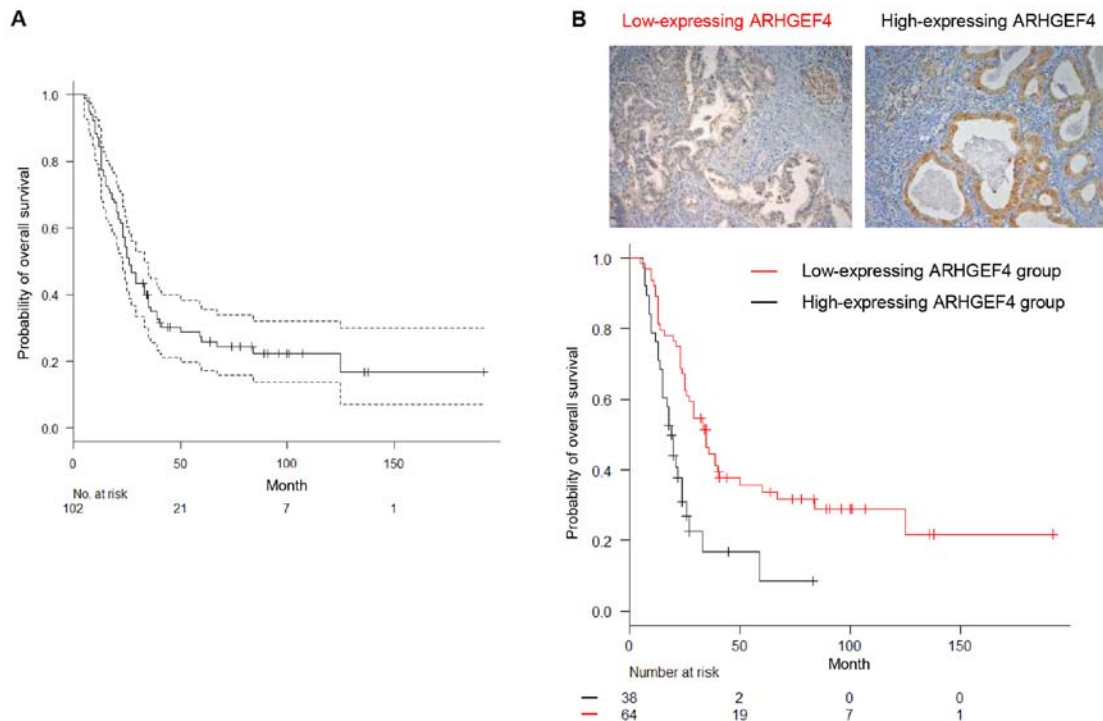 A
1.0
0.8
0.6
0.4
0.2
0.0
Probability of overall survival
0 50 100 150
Month
No. at risk
102 21 7 1
B
Low-expressing ARHGEF4 High-expressing ARHGEF4
1.0
0.8
0.6
0.4
0.2
0.0
Probability of overall survival
Low-expressing ARHGEF4 group
High-expressing ARHGEF4 group
0 50 100 150
Month
Number at risk
38 2 0 0
64 19 7 1